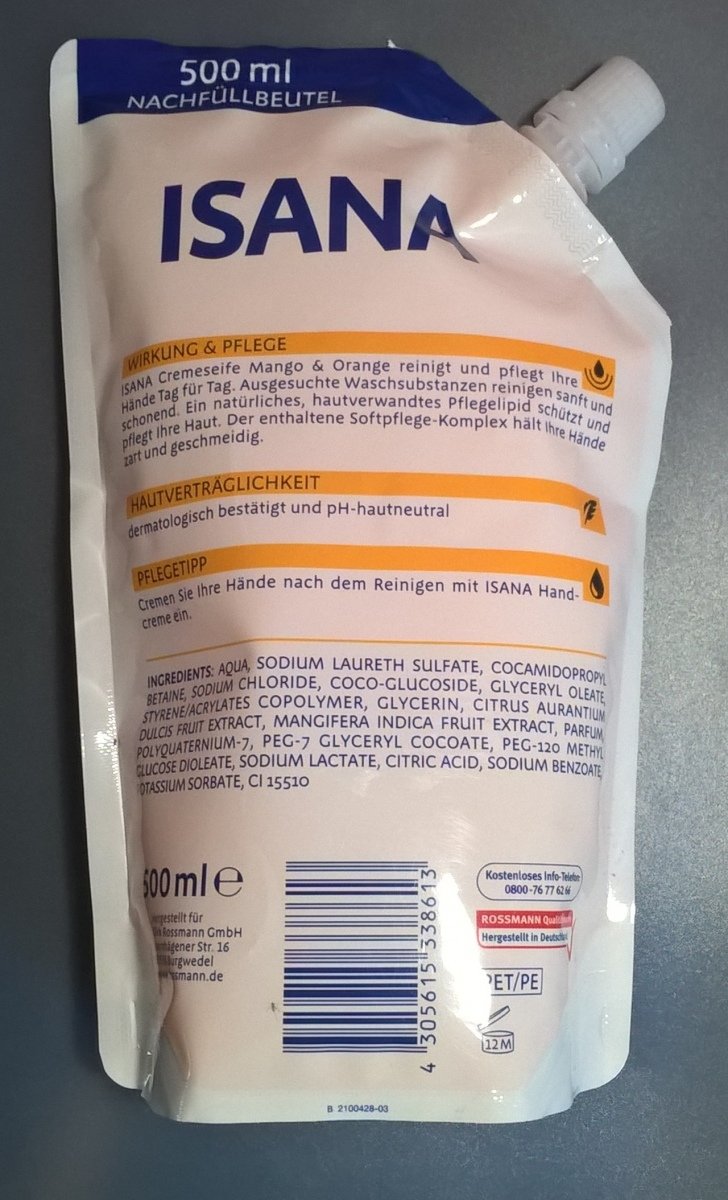 500 ml
NACHFÜLLBEUTEL
ISANA
WIRKUNG & PFLEGE
ISANA Cremeseife Mango & Orange reinigt und pflegt Ihre
Hände Tag für Tag. Ausgesuchte Waschsubstanzen reinigen sanft und
schonend. Ein natürliches, hautverwandtes Pflegelipid schützt und
pflegt Ihre Haut. Der enthaltene Softpflege-Komplex hält Ihre Hände
zart und geschmeidig.
HAUTVERTRÄGLICHKEIT
dermatologisch bestätigt und pH-hautneutral
PFLEGETIPP
Cremen Sie Ihre Hände nach dem Reinigen mit ISANA Hand-
creme ein.
INGREDIENTS: AQUA, SODIUM LAURETH SULFATE, COCAMIDOPROPYL
BETAINE, SODIUM CHLORIDE, COCO-GLUCOSIDE, GLYCERYL OLEATE,
STYRENE/ACRYLATES COPOLYMER, GLYCERIN, CITRUS AURANTIUM
DULCIS FRUIT EXTRACT, MANGIFERA INDICA FRUIT EXTRACT, PARFUM,
POLYQUATERNIUM-7, PEG-7 GLYCERYL COCOATE, PEG-120 METHYL
GLUCOSE DIOLEATE, SODIUM LACTATE, CITRIC ACID, SODIUM BENZOATE,
POTASSIUM SORBATE, CI 15510
500 ml e
Hergestellt für
Rossmann GmbH
Str. 16
Burgwedel
4 305615 338613
Kostenloses Info-Telefon:
0800-76 77 62 66
ROSSMANN
Hergestellt in Deutschland
PET/PE
12 M
B 2100428-03